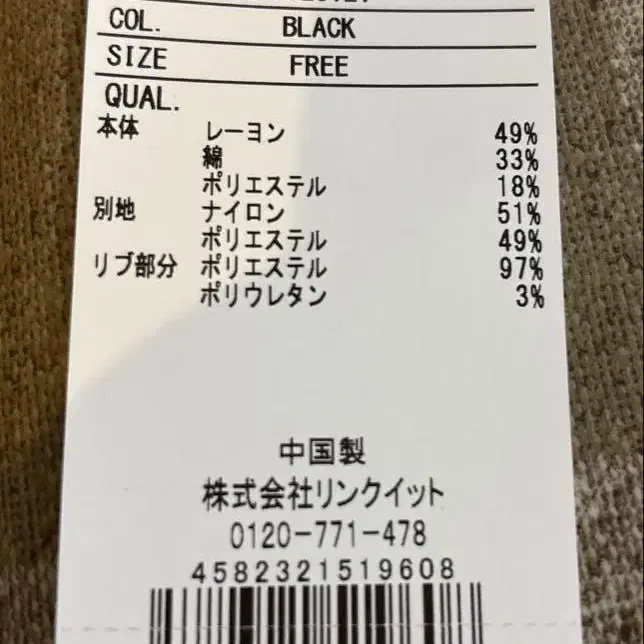 COL. BLACK
SIZE FREE
QUAL.
本体 レーヨン 49%
綿 33%
ポリエステル 18%
別地 ナイロン 51%
ポリエステル 49%
リブ部分 ポリエステル 97%
ポリウレタン 3%
中国製
株式会社リンクイット
0120-771-478
4582321519608